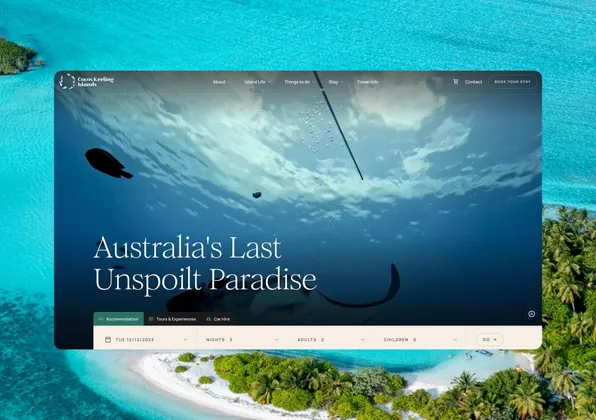 Cocos Keeling
Islands
About
Island Life
Things to do
Stay
Travel Info
Contact
BOOK YOUR STAY
Australia's Last
Unspoilt Paradise
Accommodation
Tours & Experiences
Car Hire
TUE 12/12/2023
NIGHTS 3
ADULTS 2
CHILDREN 0
GO